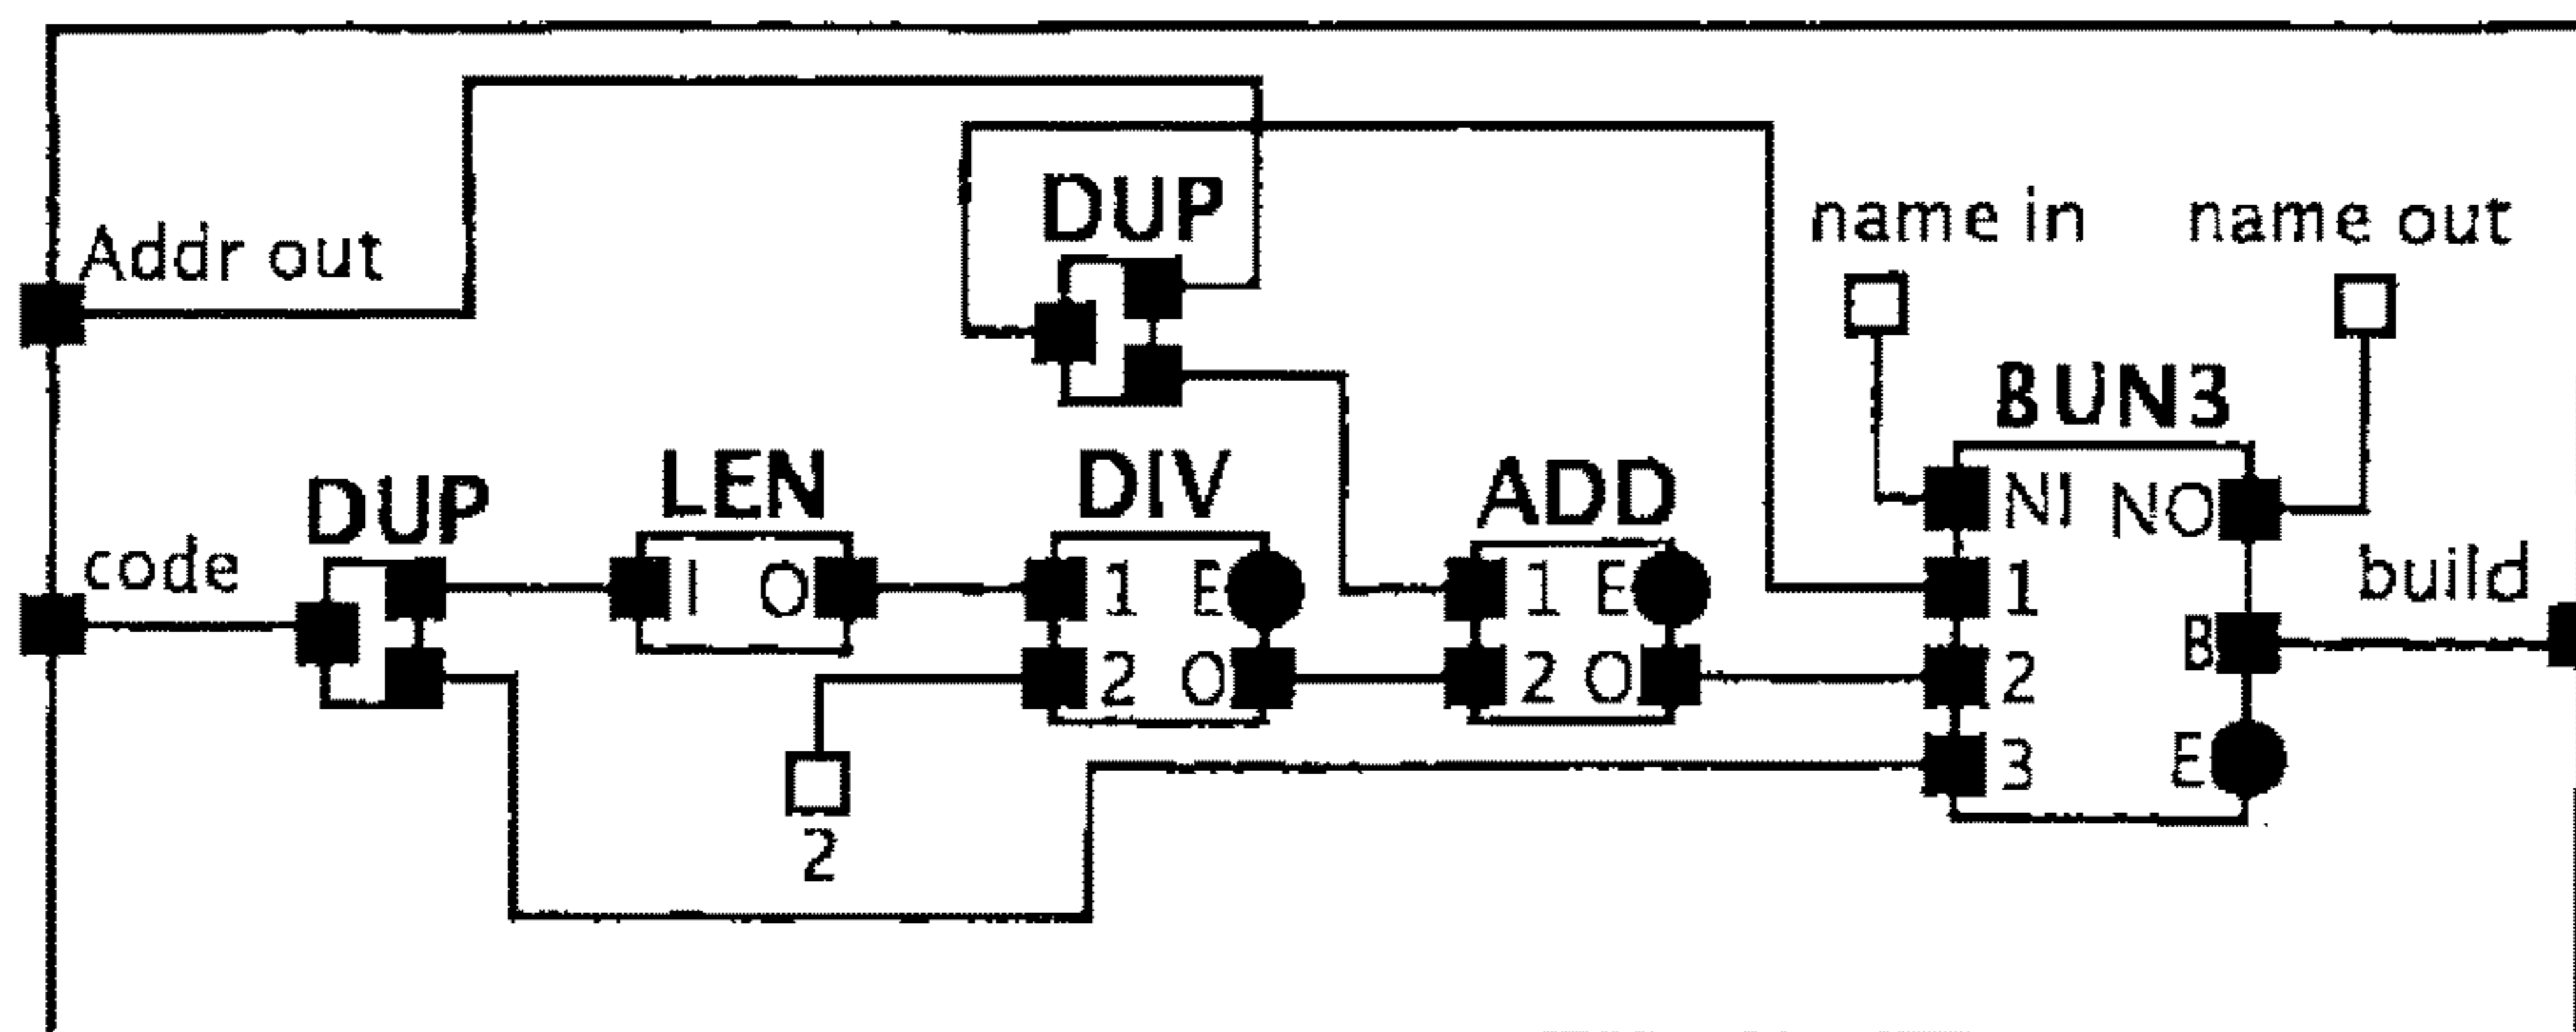 DUP
name in name out
Addr out
BUN3
DUP LEN DIV ADD
NI NO
code I O 1 E 1 E 1 build
2 O 2 O 2 B
3 E
2